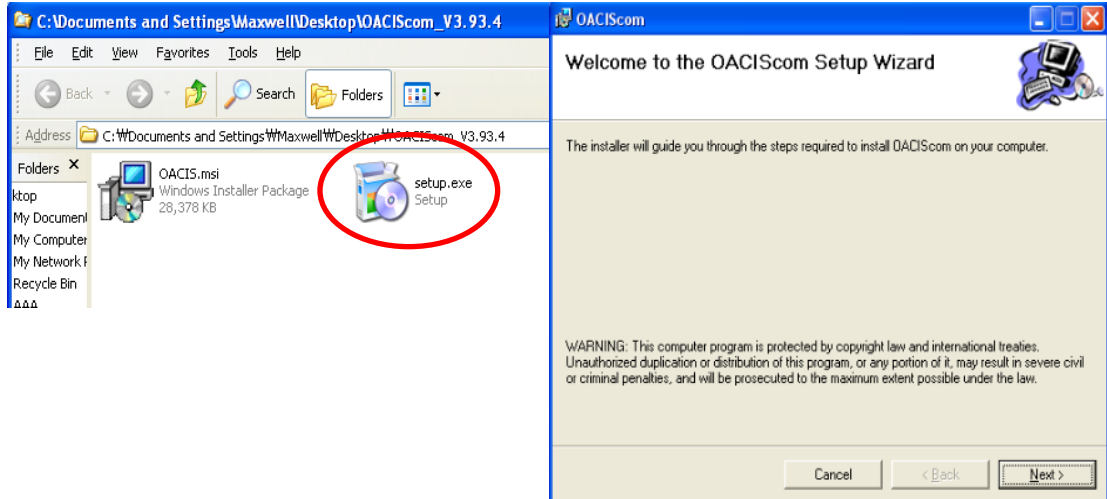 C:\Documents and Settings\Maxwell\Desktop\OACIScom_V3.93.4
File Edit View Favorites Tools Help
Back Search Folders
Address C:₩Documents and Settings₩Maxwell₩Desktop₩OACIScom_V3.93.4
Folders
ktop
My Document
My Computer
My Network P
Recycle Bin
AAA
OACIS.msi
Windows Installer Package
28,378 KB
setup.exe
Setup
OACIScom
Welcome to the OACIScom Setup Wizard
The installer will guide you through the steps required to install OACIScom on your computer.
WARNING: This computer program is protected by copyright law and international treaties.
Unauthorized duplication or distribution of this program, or any portion of it, may result in severe civil
or criminal penalties, and will be prosecuted to the maximum extent possible under the law.
Cancel < Back Next >